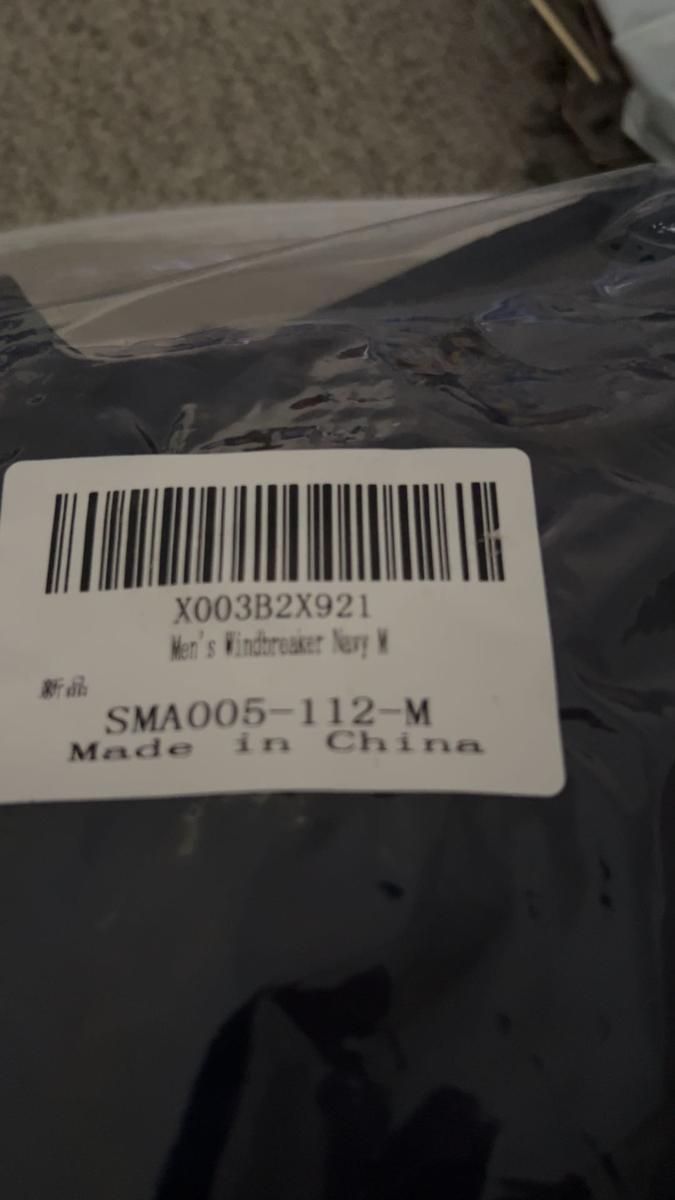 X003B2X921
Men's Windbreaker Navy M
新品
SMA005-112-M
Made in China